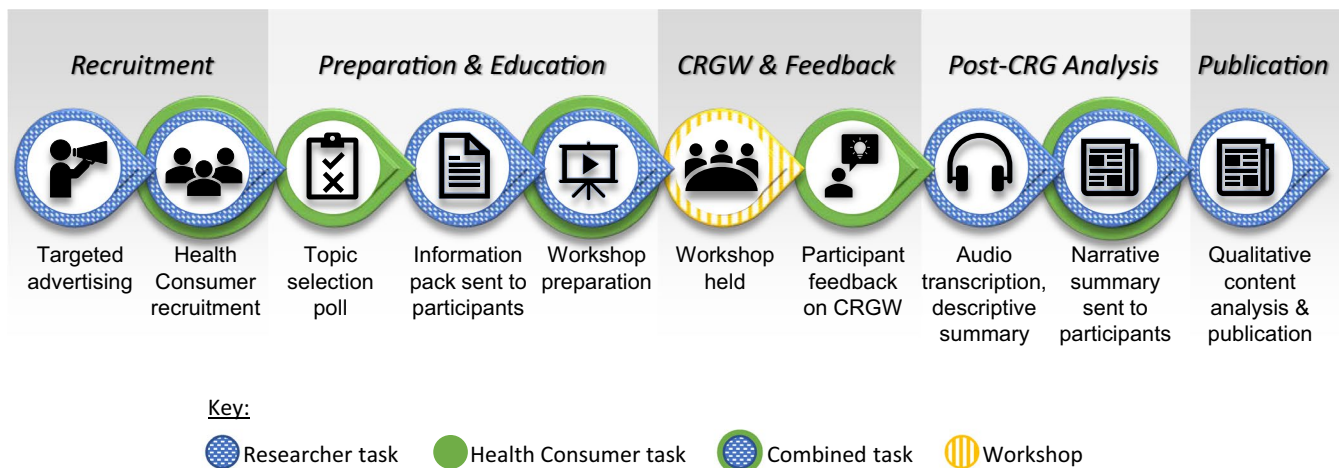 Recruitment
Preparation & Education
CRGW & Feedback
Post-CRG Analysis
Publication
Targeted
advertising
Health
Consumer
recruitment
Topic
selection
poll
Information
pack sent to
participants
Workshop
preparation
Workshop
held
Participant
feedback
on CRGW
Audio
transcription,
descriptive
summary
Narrative
summary
sent to
participants
Qualitative
content
analysis &
publication
Key:
Researcher task
Health Consumer task
Combined task
Workshop